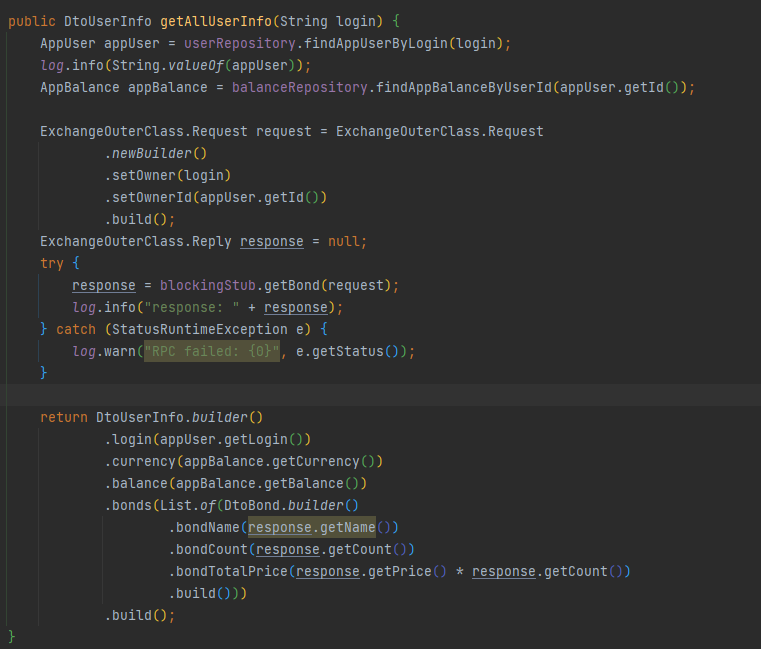 public DtoUserInfo getAllUserInfo(String login) {
    AppUser appUser = userRepository.findAppUserByLogin(login);
    log.info(String.valueOf(appUser));
    AppBalance appBalance = balanceRepository.findAppBalanceByUserId(appUser.getId());

    ExchangeOuterClass.Request request = ExchangeOuterClass.Request
            .newBuilder()
            .setOwner(login)
            .setOwnerId(appUser.getId())
            .build();
    ExchangeOuterClass.Reply response = null;
    try {
        response = blockingStub.getBond(request);
        log.info("response: " + response);
    } catch (StatusRuntimeException e) {
        log.warn("RPC failed: {0}", e.getStatus());
    }

    return DtoUserInfo.builder()
            .login(appUser.getLogin())
            .currency(appBalance.getCurrency())
            .balance(appBalance.getBalance())
            .bonds(List.of(DtoBond.builder()
                    .bondName(response.getName())
                    .bondCount(response.getCount())
                    .bondTotalPrice(response.getPrice() * response.getCount())
                    .build()))
            .build();
}